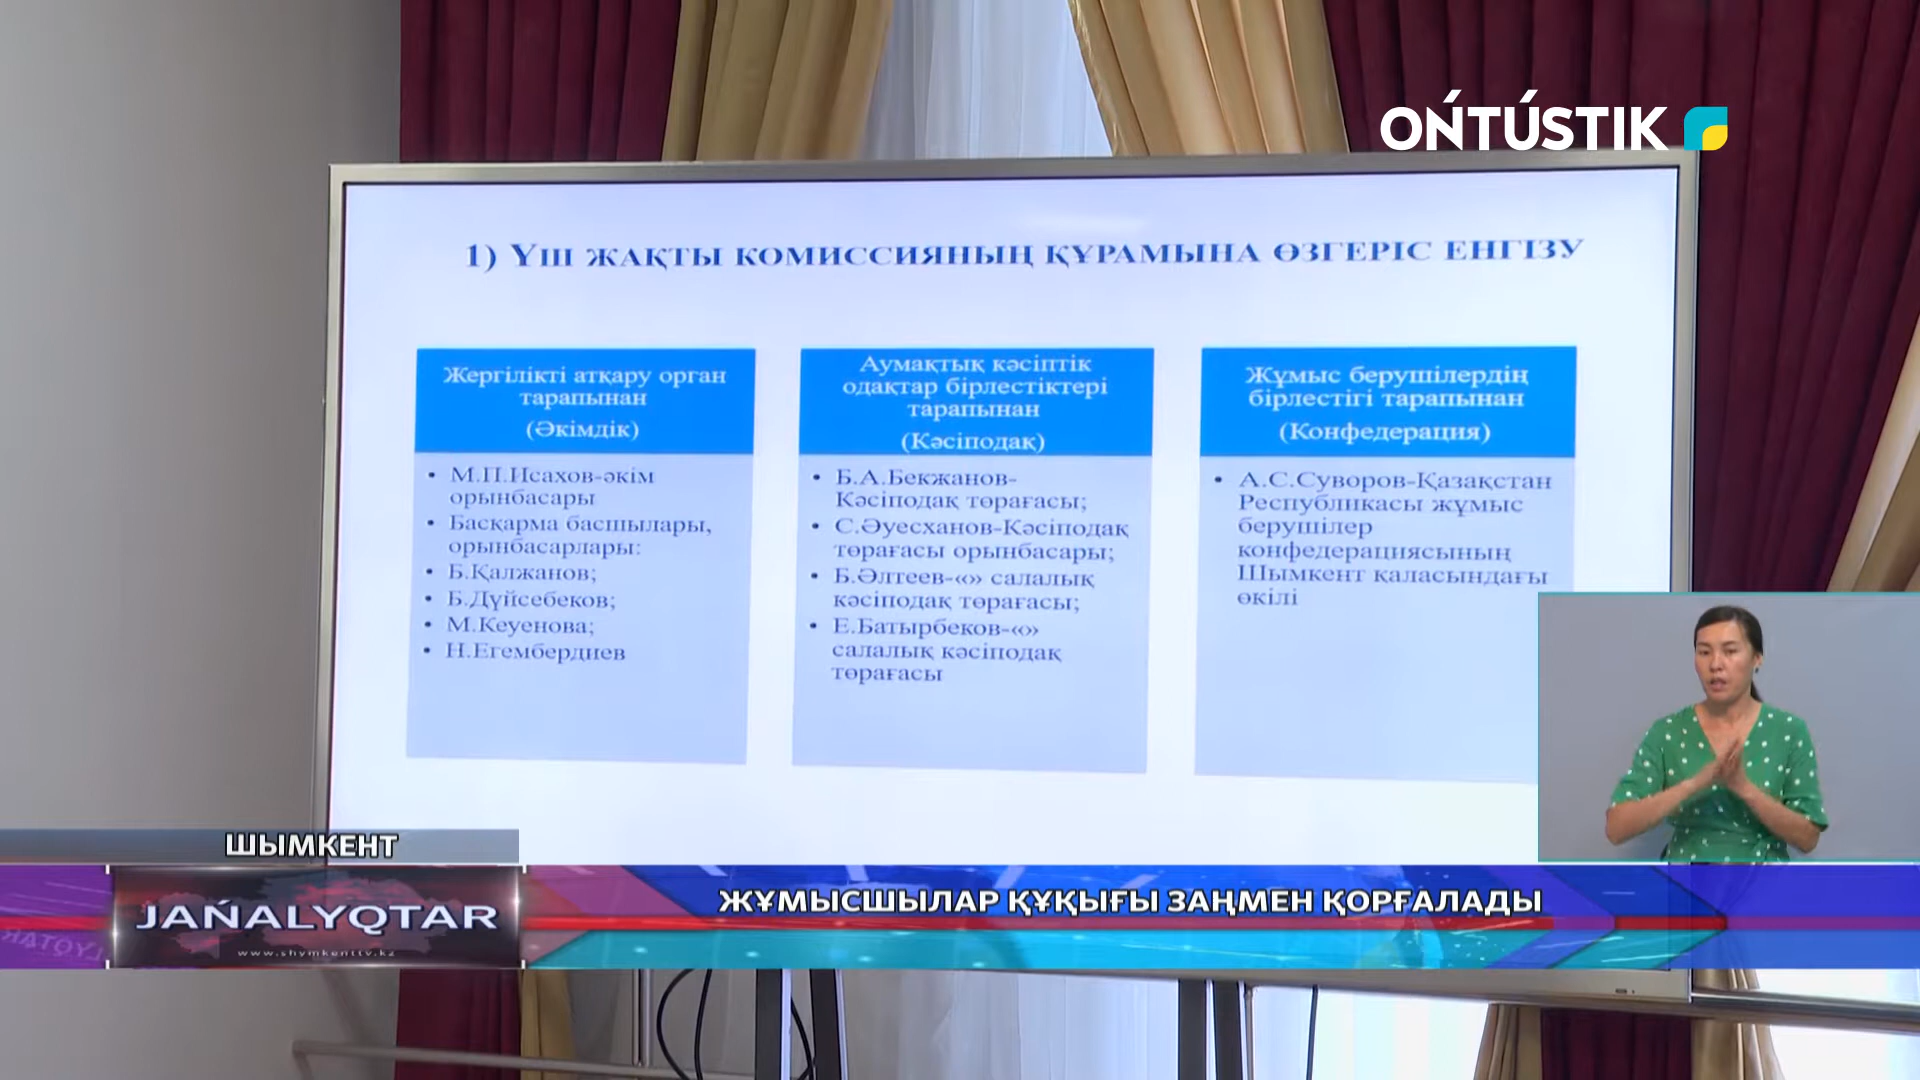 OŃTÚSTIK
1) ҮШ ЖАҚТЫ КОМИССИЯНЫҢ ҚҰРАМЫНА ӨЗГЕРІС ЕНГІЗУ
Жергілікті атқару орган
тарапынан
(Әкімдік)
• М.П.Исахов-әкім
орынбасары
• Басқарма басшылары,
орынбасарлары:
• Б.Қалжанов;
• Б.Дүйсебеков;
• М.Кеуенова;
• Н.Егембердиев
Аумақтық кәсіптік
одақтар бірлестіктері
тарапынан
(Кәсіподақ)
• Б.А.Бекжанов-
Кәсіподақ төрағасы;
• С.Әуесханов-Кәсіподақ
төрағасы орынбасары;
• Б.Әлтеев-«» салалық
кәсіподақ төрағасы;
• Е.Батырбеков-«»
салалық кәсіподақ
төрағасы
Жұмыс берушілердің
бірлестігі тарапынан
(Конфедерация)
• А.С.Суворов-Қазақстан
Республикасы жұмыс
берушілер
конфедерациясының
Шымкент қаласындағы
өкілі
ШЫМКЕНТ
JAŃALYQTAR
www.shymkenttv.kz
ЖҰМЫСШЫЛАР ҚҰҚЫҒЫ ЗАҢМЕН ҚОРҒАЛАДЫ